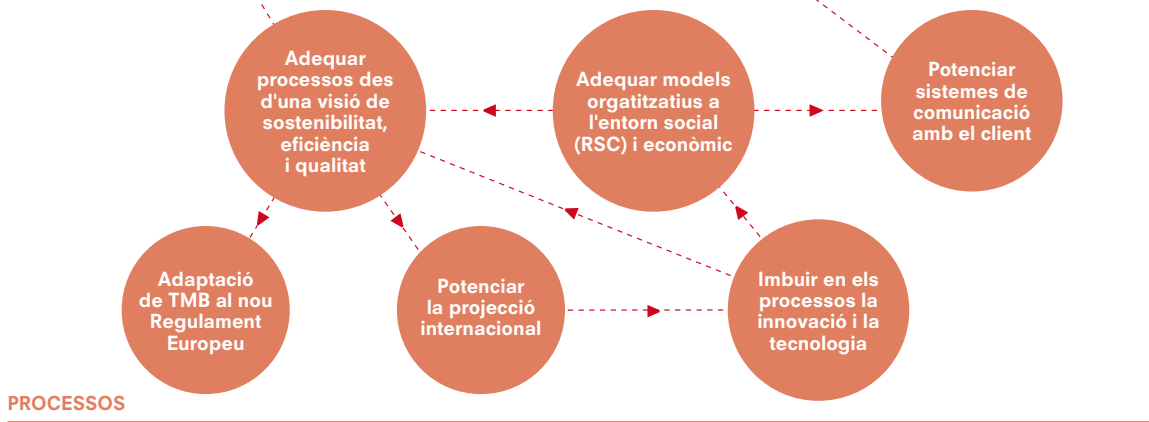 Adequar
processos des
d'una visió de
sostenibilitat,
eficiència
i qualitat
Adequar models
orgatitzatius a
l'entorn social
(RSC) i econòmic
Potenciar
sistemes de
comunicació
amb el client
Adaptació
de TMB al nou
Regulament
Europeu
Potenciar
la projecció
internacional
Imbuir en els
processos la
innovació i la
tecnologia
PROCESSOS